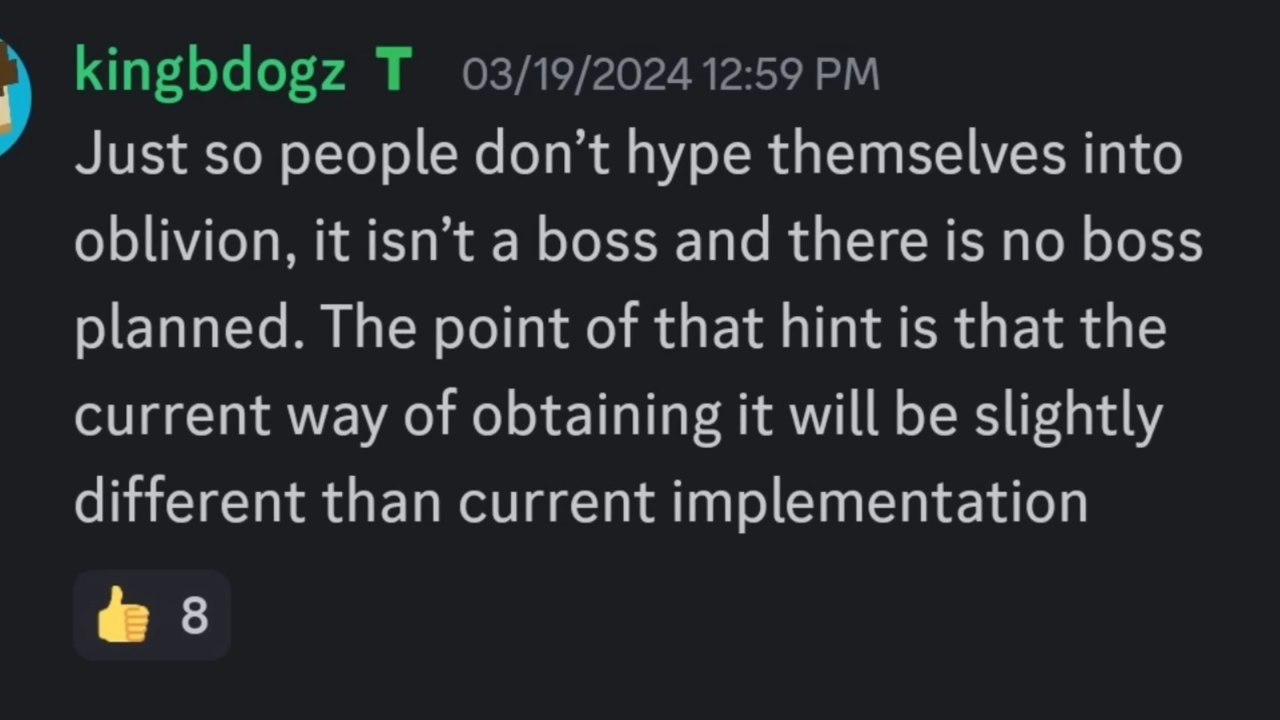 kingbdogz T 03/19/2024 12:59 PM
Just so people don’t hype themselves into
oblivion, it isn’t a boss and there is no boss
planned. The point of that hint is that the
current way of obtaining it will be slightly
different than current implementation
👍 8